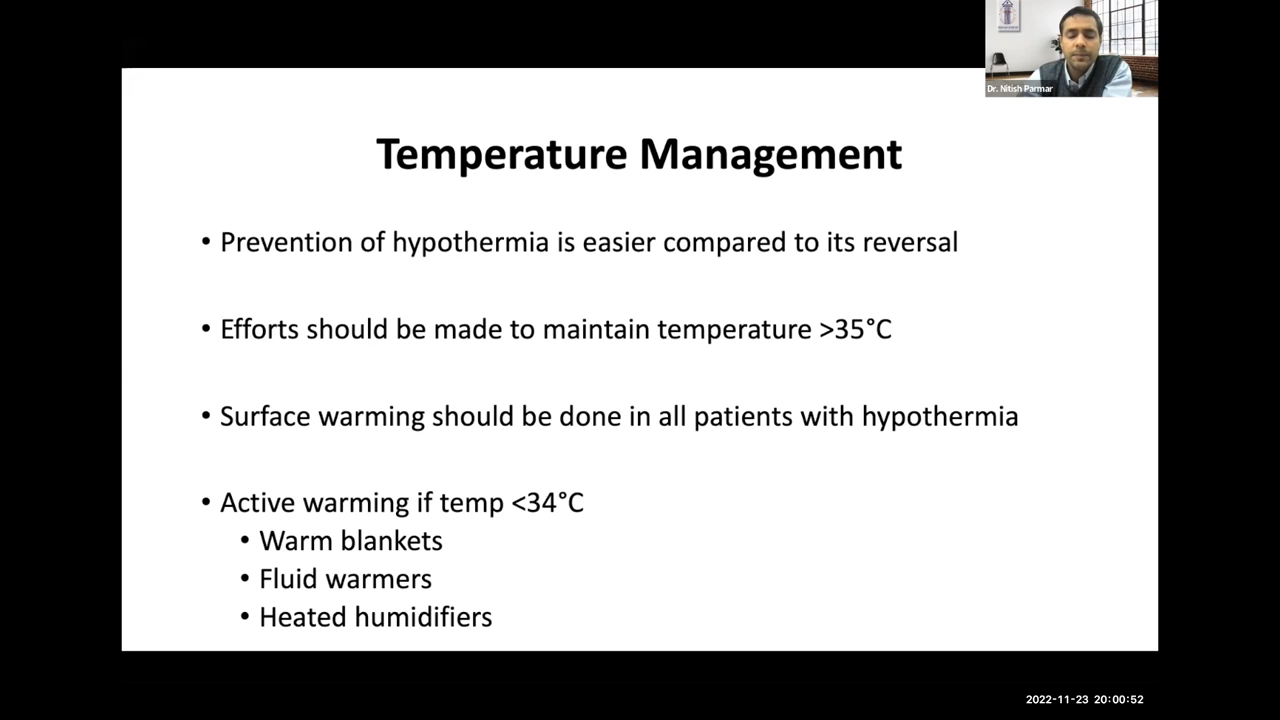 Dr. Nitish Parmar
Temperature Management
• Prevention of hypothermia is easier compared to its reversal
• Efforts should be made to maintain temperature >35°C
• Surface warming should be done in all patients with hypothermia
• Active warming if temp <34°C
• Warm blankets
• Fluid warmers
• Heated humidifiers
2022-11-23 20:00:52